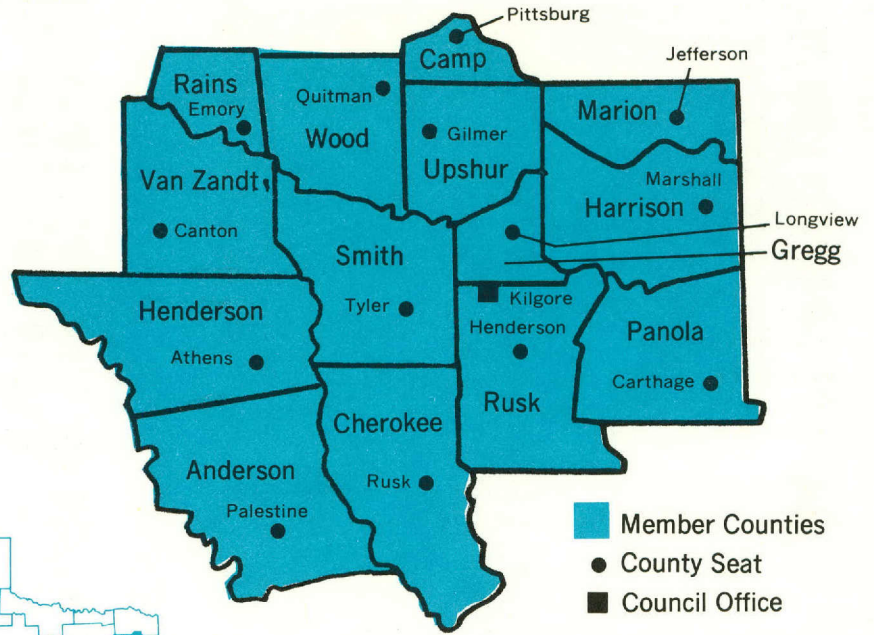 Pittsburg
Camp
Jefferson
Rains
Emory
Quitman
Wood
Gilmer
Upshur
Marion
Marshall
Harrison
Van Zandt
Canton
Longview
Gregg
Smith
Tyler
Henderson
Athens
Kilgore
Henderson
Rusk
Panola
Carthage
Cherokee
Rusk
Anderson
Palestine
Member Counties
County Seat
Council Office